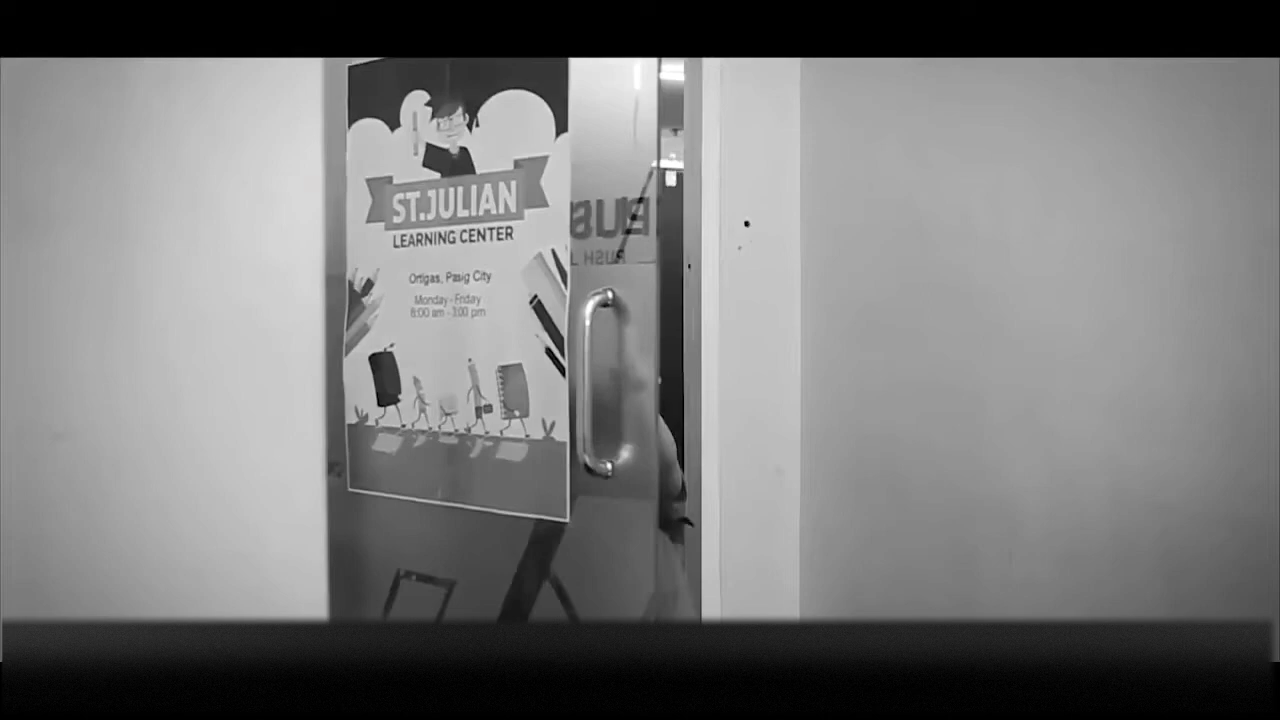 ST.JULIAN
LEARNING CENTER
Ortigas, Pasig City
Monday - Friday
8:00 am - 3:00 pm